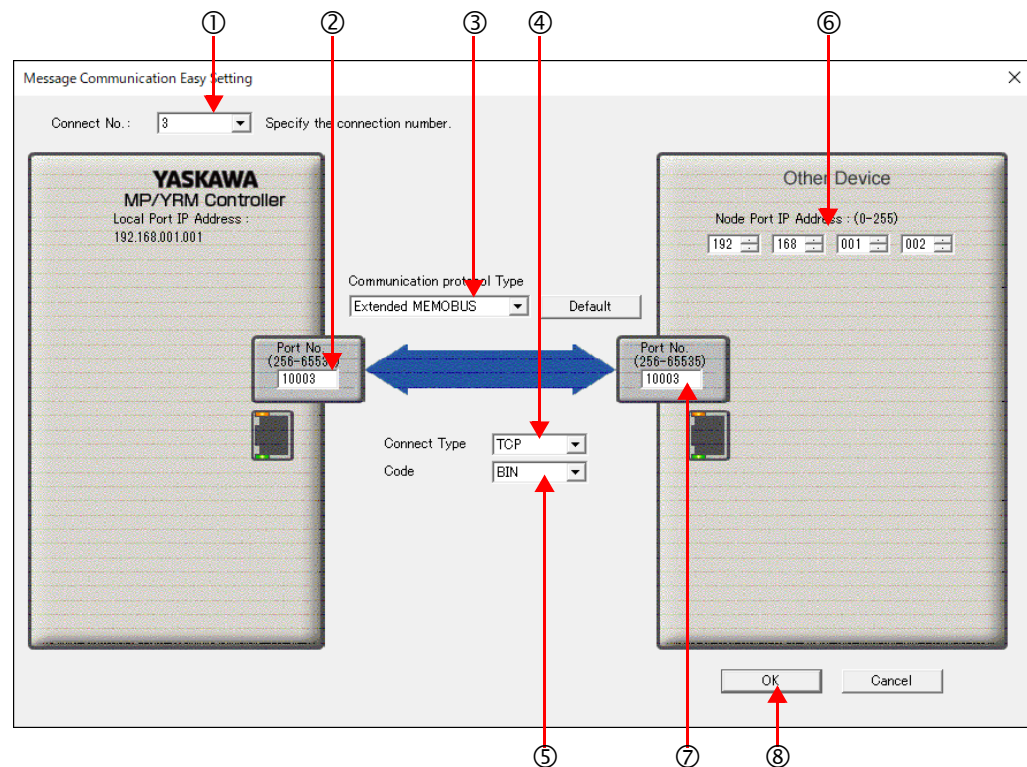 ① ② ③ ④ ⑥
Message Communication Easy Setting
Connect No.: 3 Specify the connection number.
YASKAWA
MP/YRM Controller
Local Port IP Address :
192.168.001.001
Other Device
Node Port IP Address : (0-255)
192 168 001 002
Communication protocol Type
Extended MEMOBUS Default
Port No.
(256-65535)
10003
Port No.
(256-65535)
10003
Connect Type TCP
Code BIN
OK Cancel
⑤ ⑦ ⑧